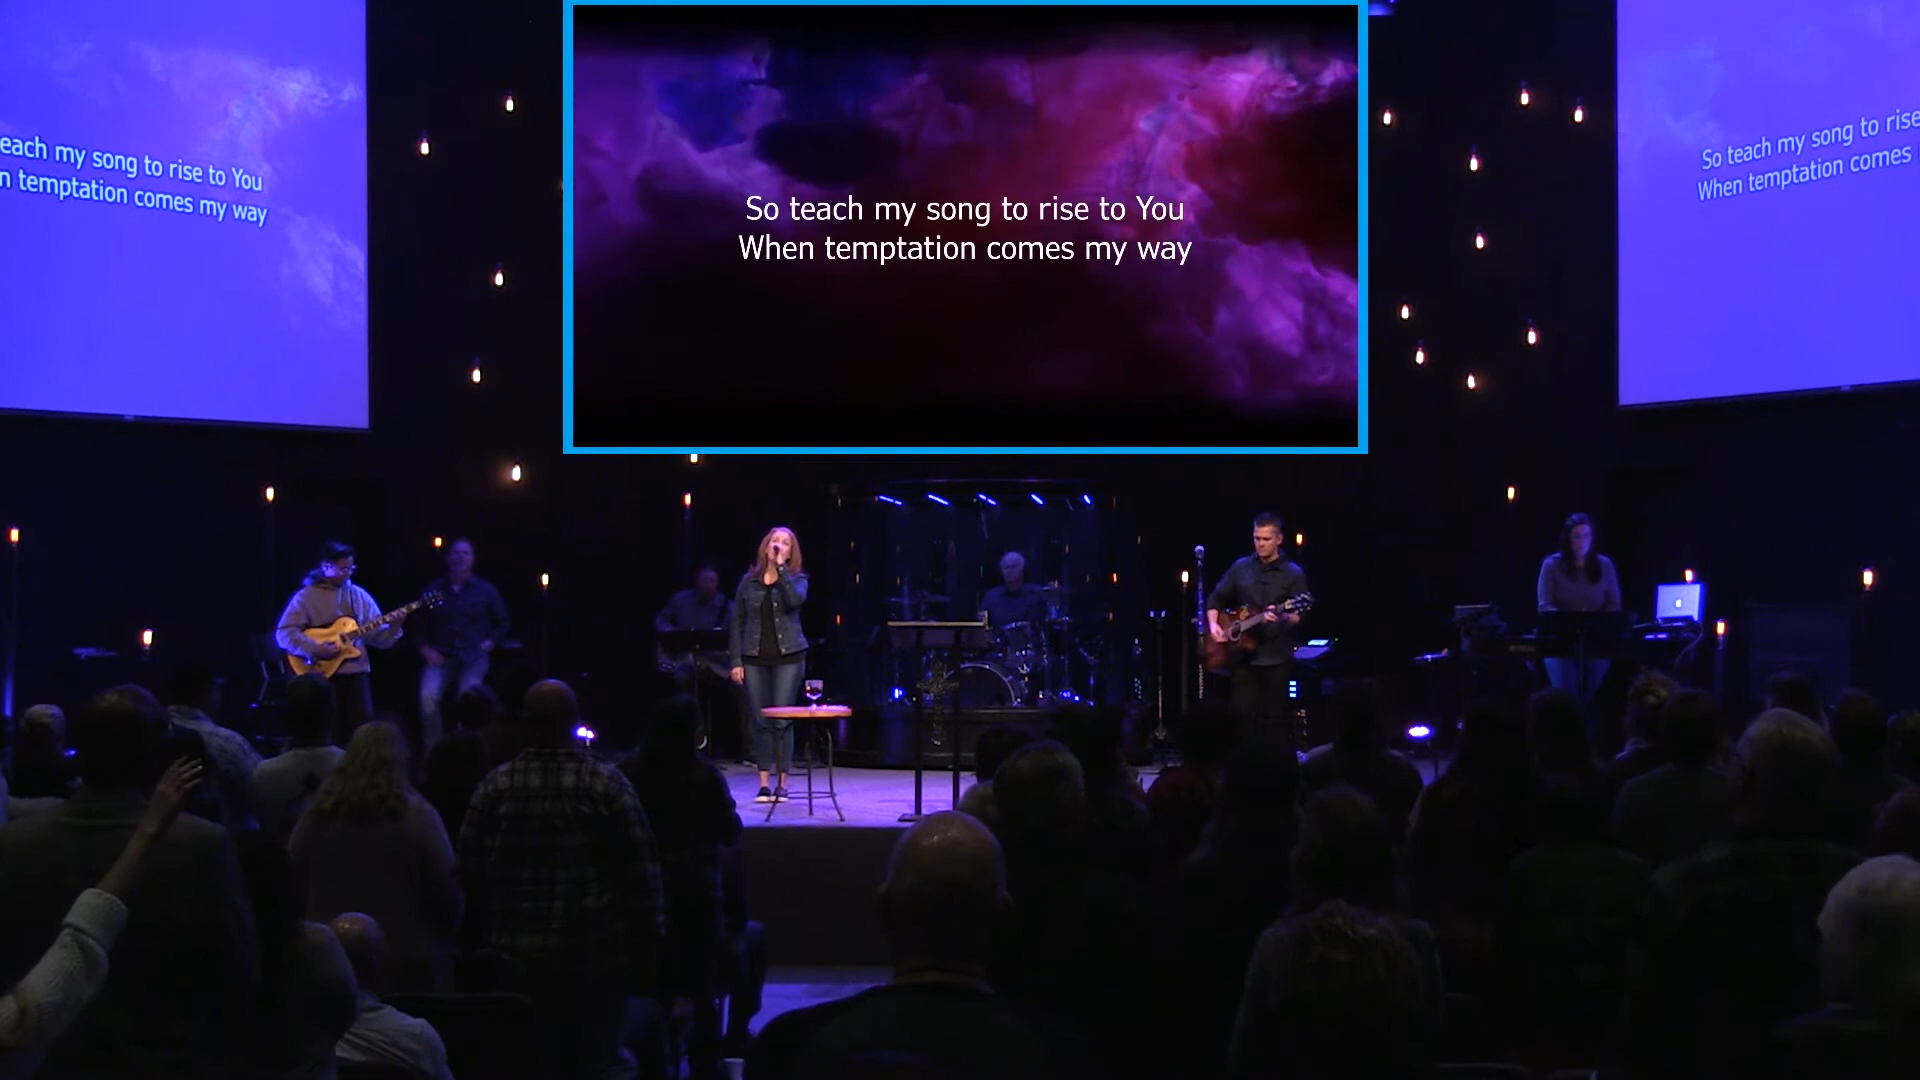 each my song to rise to You
n temptation comes my way
So teach my song to rise to You
When temptation comes my way
So teach my song to rise
When temptation comes